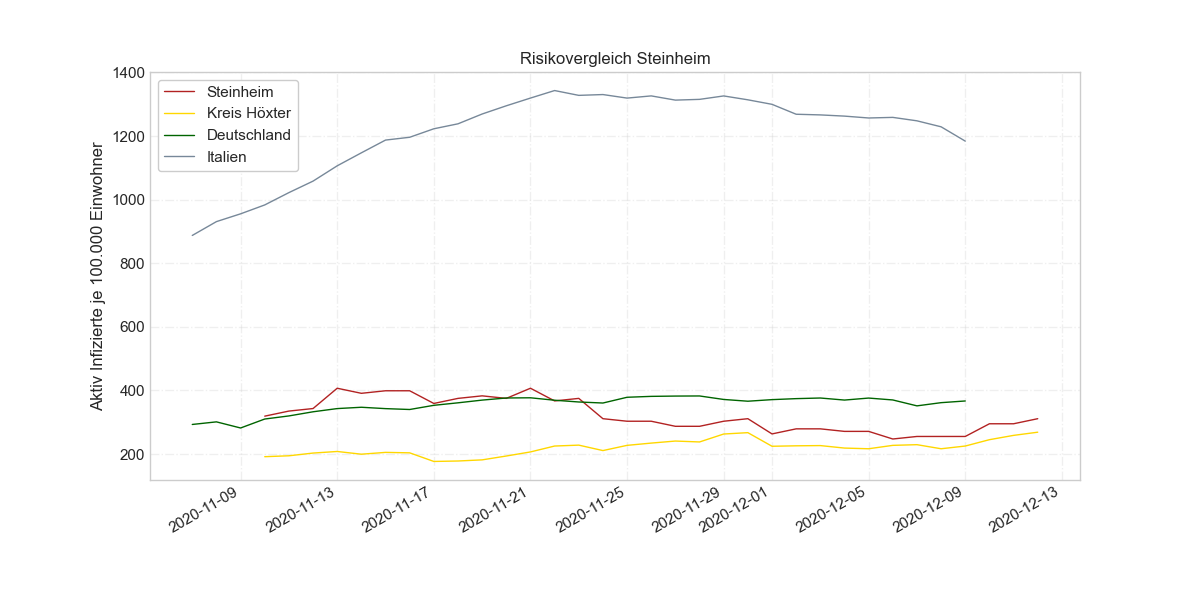 Risikovergleich Steinheim
Aktiv Infizierte je 100.000 Einwohner
1400
1200
1000
800
600
400
200
Steinheim
Kreis Höxter
Deutschland
Italien
2020-11-09
2020-11-13
2020-11-17
2020-11-21
2020-11-25
2020-11-29
2020-12-01
2020-12-05
2020-12-09
2020-12-13